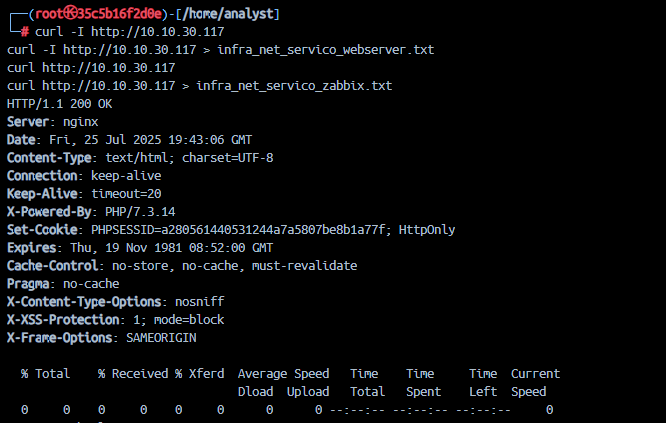 ┌──(root㉿35c5b16f2d0e)-[/home/analyst]
└─# curl -I http://10.10.30.117
curl -I http://10.10.30.117 > infra_net_servico_webserver.txt
curl http://10.10.30.117
curl http://10.10.30.117 > infra_net_servico_zabbix.txt
HTTP/1.1 200 OK
Server: nginx
Date: Fri, 25 Jul 2025 19:43:06 GMT
Content-Type: text/html; charset=UTF-8
Connection: keep-alive
Keep-Alive: timeout=20
X-Powered-By: PHP/7.3.14
Set-Cookie: PHPSESSID=a280561440531244a7a5807be8b1a77f; HttpOnly
Expires: Thu, 19 Nov 1981 08:52:00 GMT
Cache-Control: no-store, no-cache, must-revalidate
Pragma: no-cache
X-Content-Type-Options: nosniff
X-XSS-Protection: 1; mode=block
X-Frame-Options: SAMEORIGIN
% Total % Received % Xferd Average Speed Time Time Time Current
Dload Upload Total Spent Left Speed
0 0 0 0 0 0 0 0 --:--:-- --:--:-- --:--:-- 0